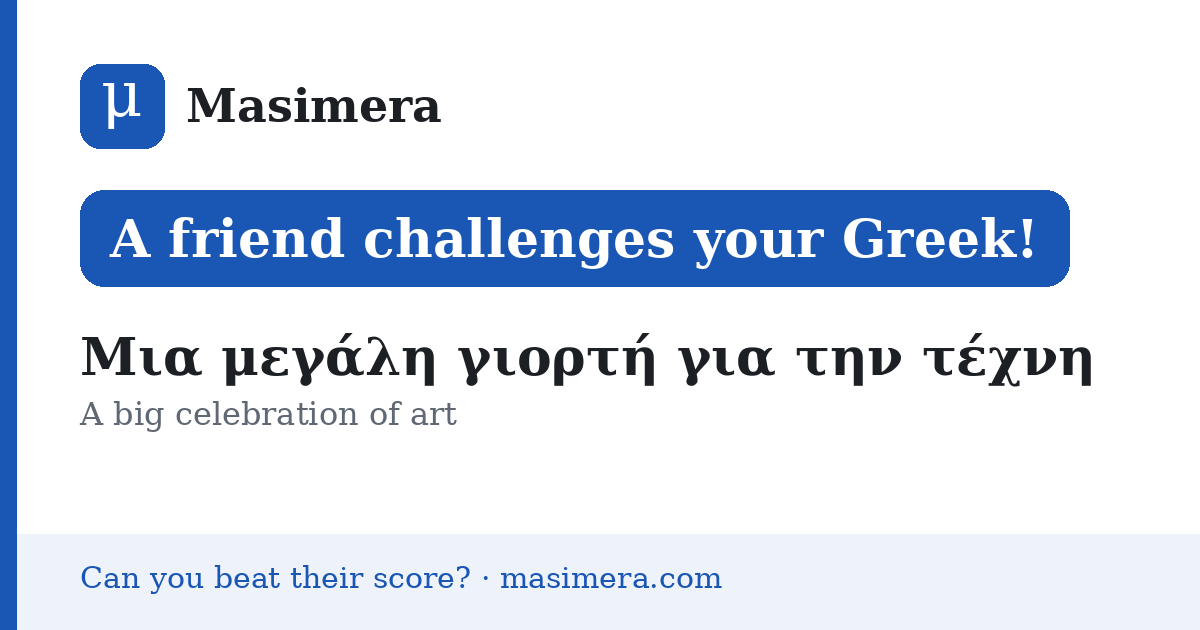 μ Masimera
A friend challenges your Greek!
Μια μεγάλη γιορτή για την τέχνη
A big celebration of art
Can you beat their score? · masimera.com